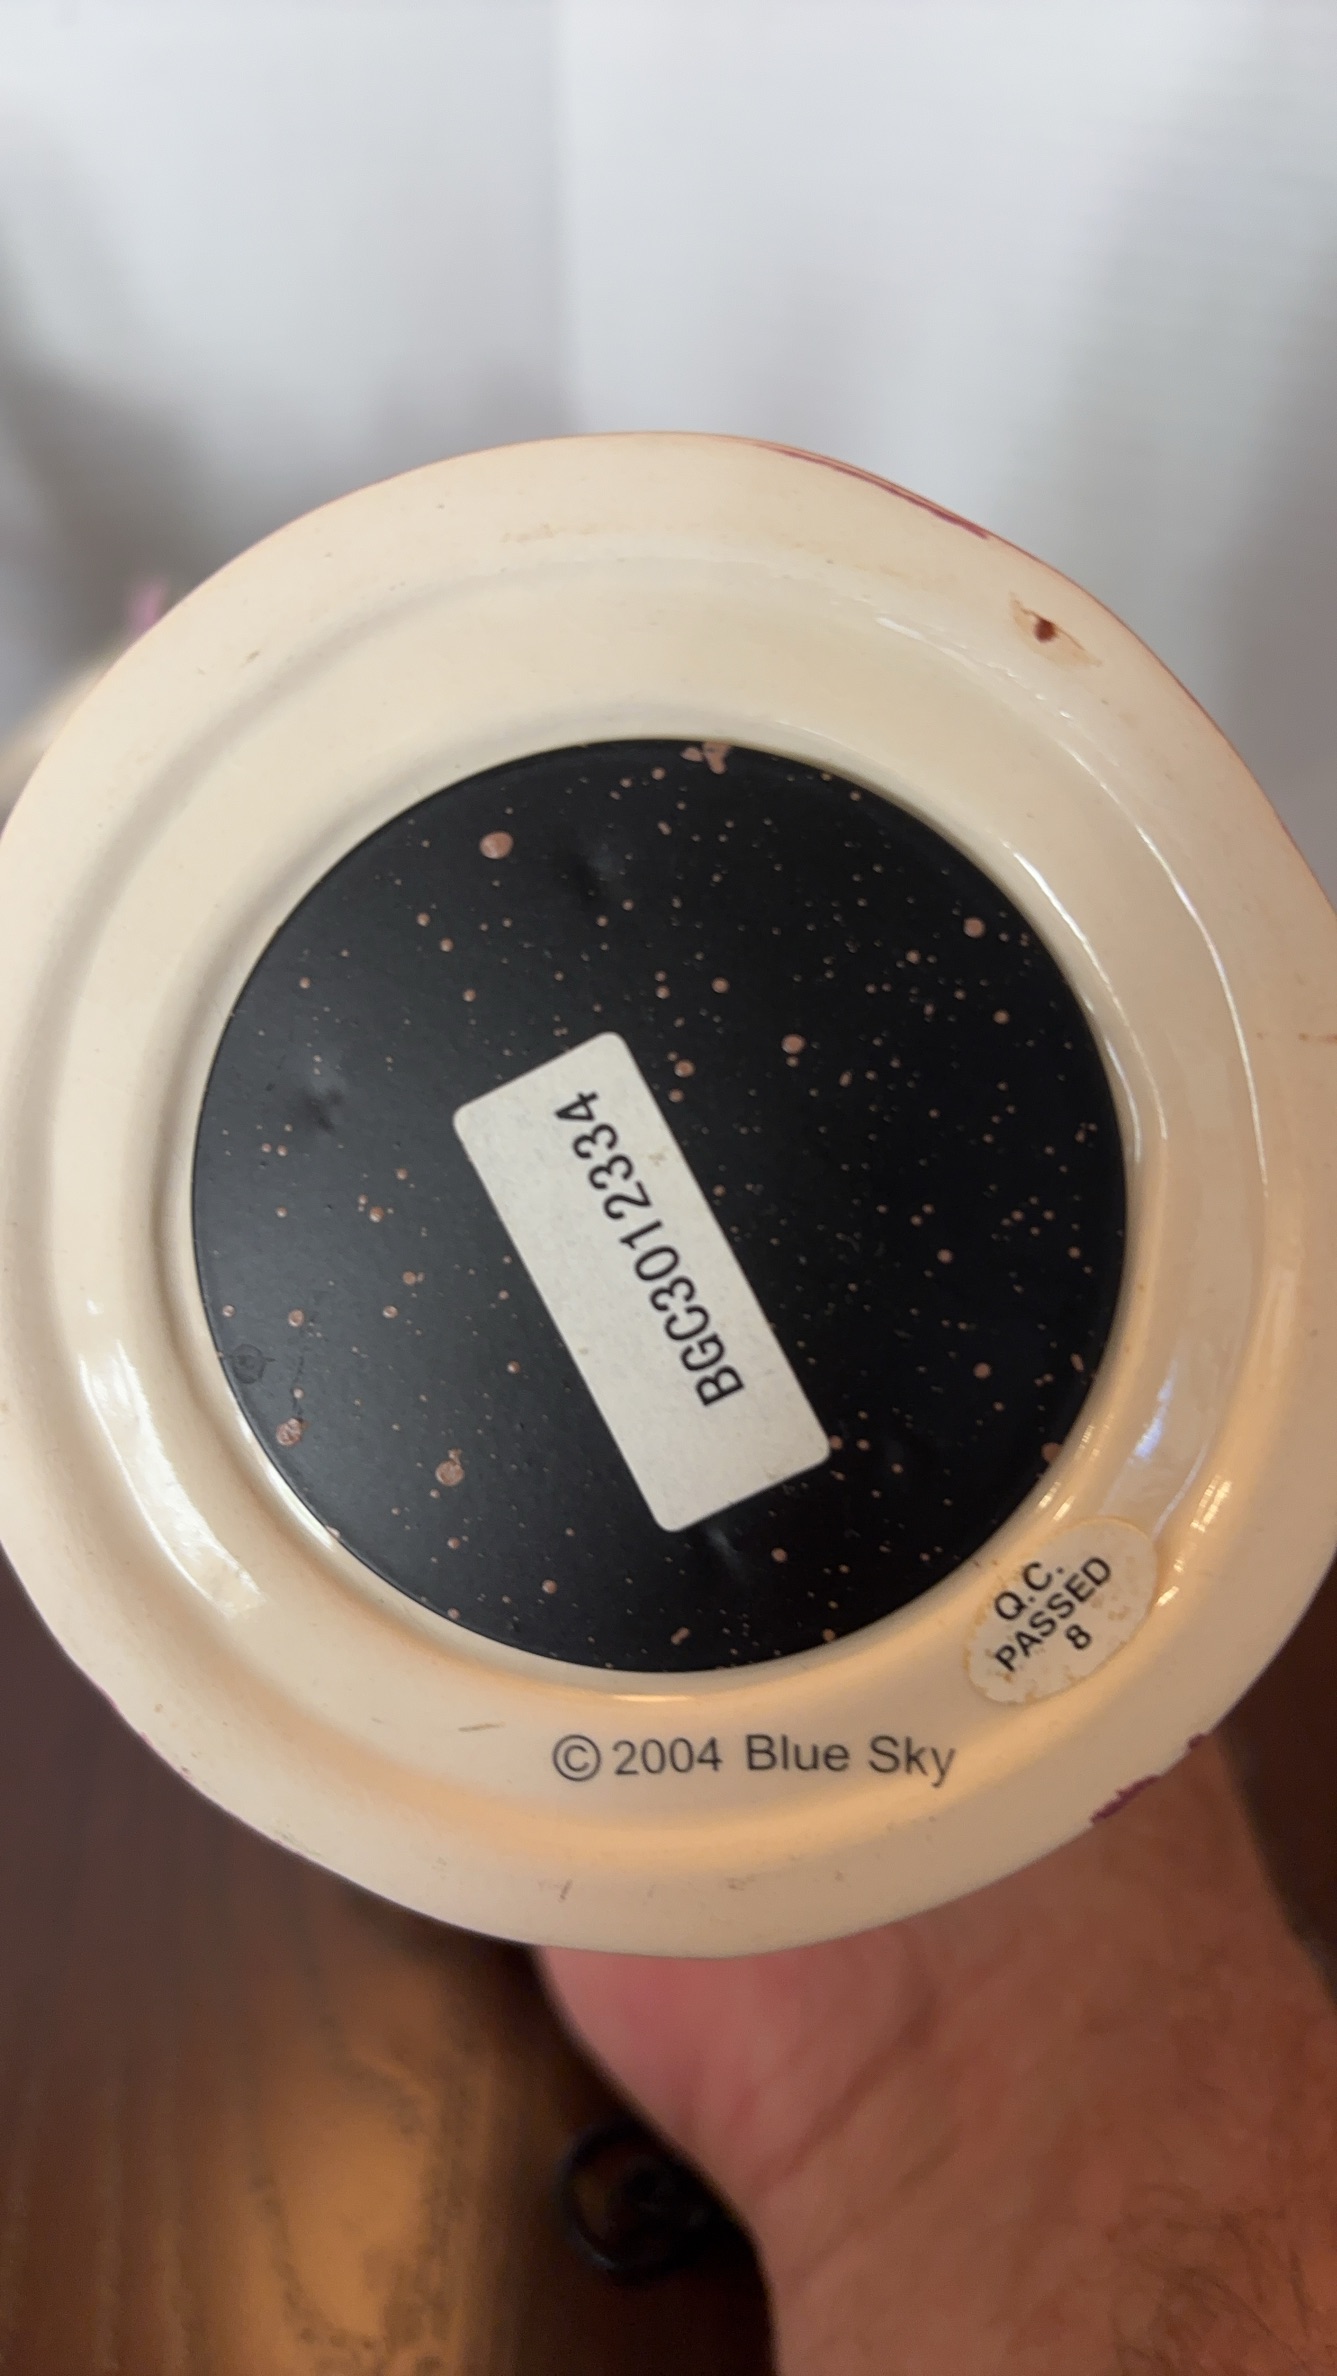 BGC3012334
Q.C.
PASSED
8
© 2004 Blue Sky